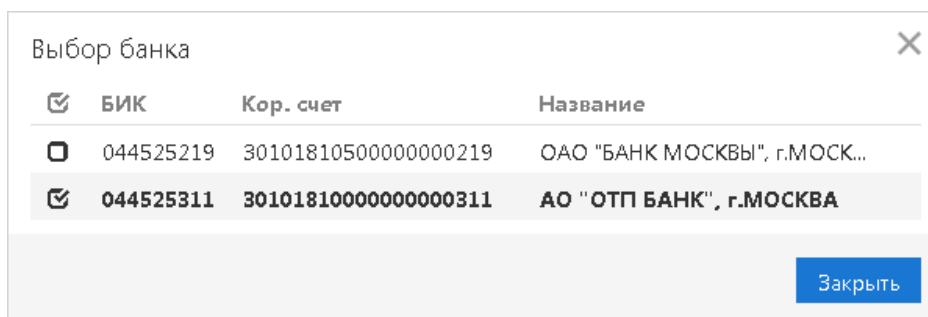 Выбор банка
БИК Кор. счет Название
044525219 30101810500000000219 ОАО "БАНК МОСКВЫ", г.МОСК...
044525311 30101810000000000311 АО "ОТП БАНК", г.МОСКВА
Закрыть